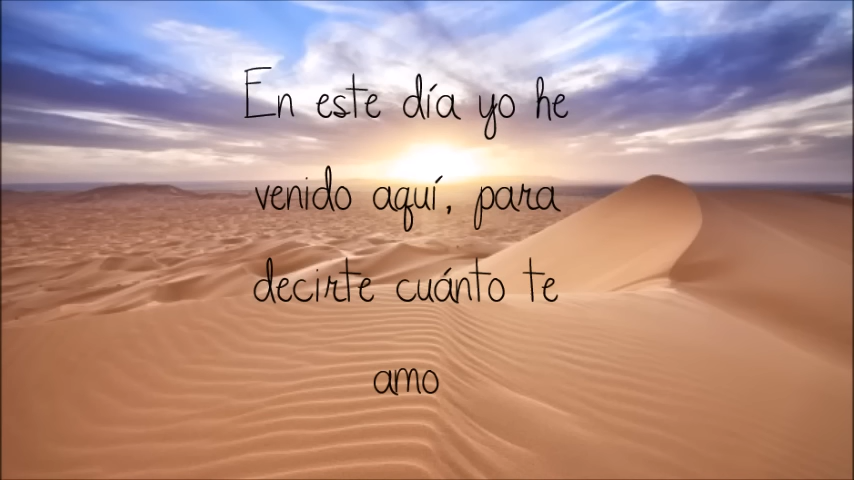 En este día yo he
venido aquí, para
decirte cuánto te
amo